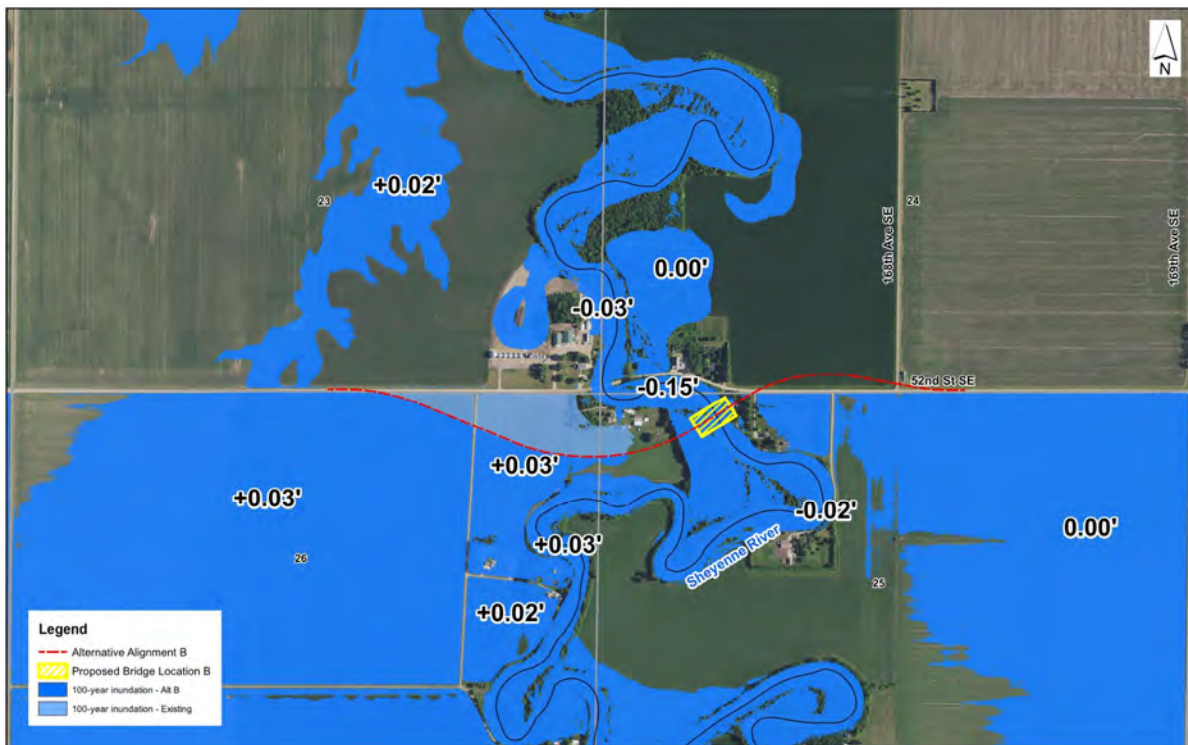 N
+0.02'
23
24
168th Ave SE
169th Ave SE
0.00'
-0.03'
-0.15'
52nd St SE
+0.03'
+0.03'
-0.02'
0.00'
+0.03'
26
Sheyenne River
25
+0.02'
Legend
Alternative Alignment B
Proposed Bridge Location B
100-year inundation - Alt B
100-year inundation - Existing